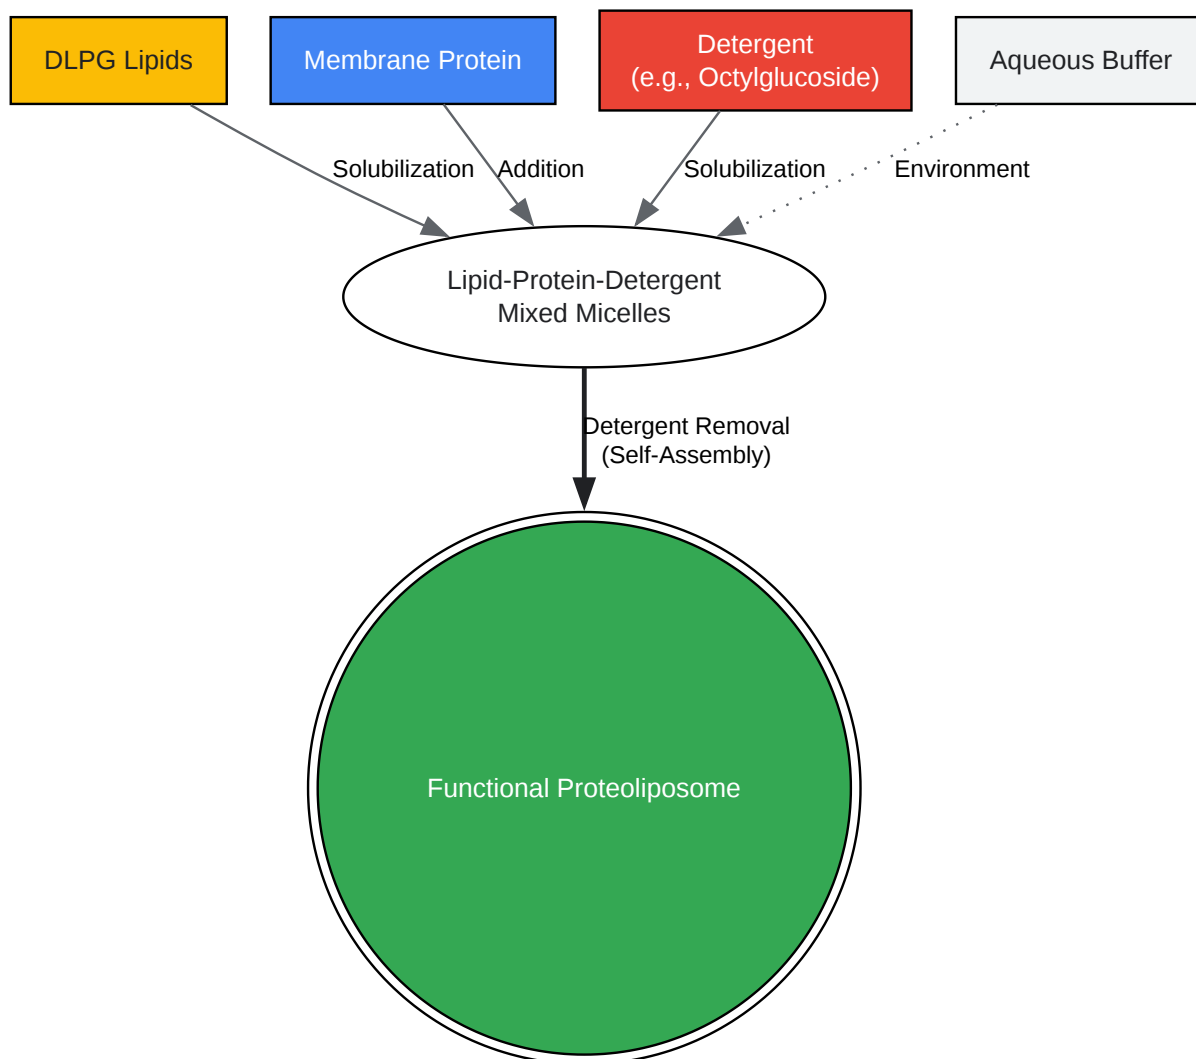 DLPG Lipids
Membrane Protein
Detergent
(e.g., Octylglucoside)
Aqueous Buffer
Solubilization
Addition
Solubilization
Environment
Lipid-Protein-Detergent
Mixed Micelles
Detergent Removal
(Self-Assembly)
Functional Proteoliposome